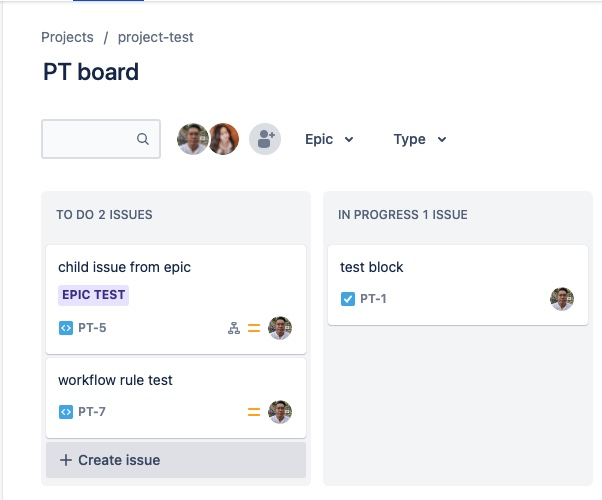 Projects / project-test
PT board
Epic
Type
TO DO 2 ISSUES
child issue from epic
EPIC TEST
PT-5
workflow rule test
PT-7
+ Create issue
IN PROGRESS 1 ISSUE
test block
PT-1